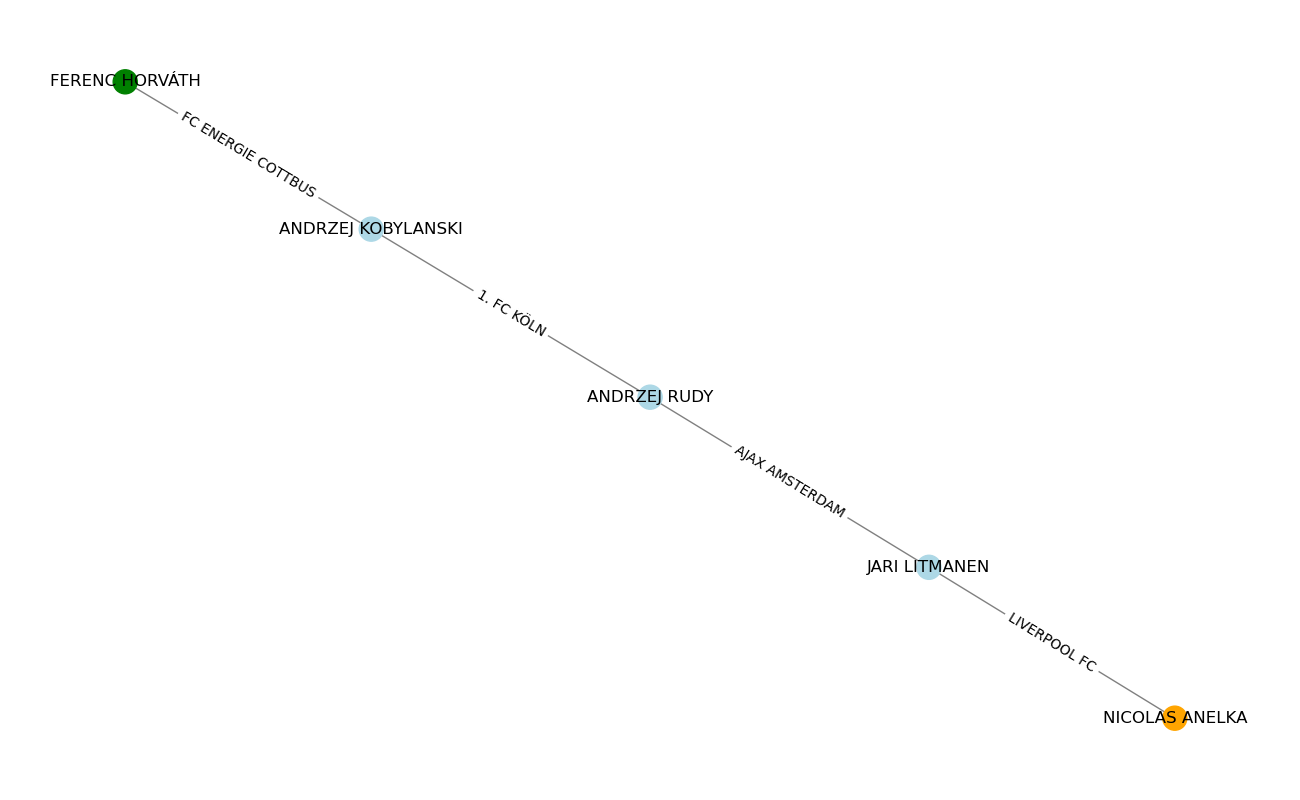 FERENC HORVÁTH
FC ENERGIE COTTBUS
ANDRZEJ KOBYLANSKI
1. FC KÖLN
ANDRZEJ RUDY
AJAX AMSTERDAM
JARI LITMANEN
LIVERPOOL FC
NICOLAS ANELKA